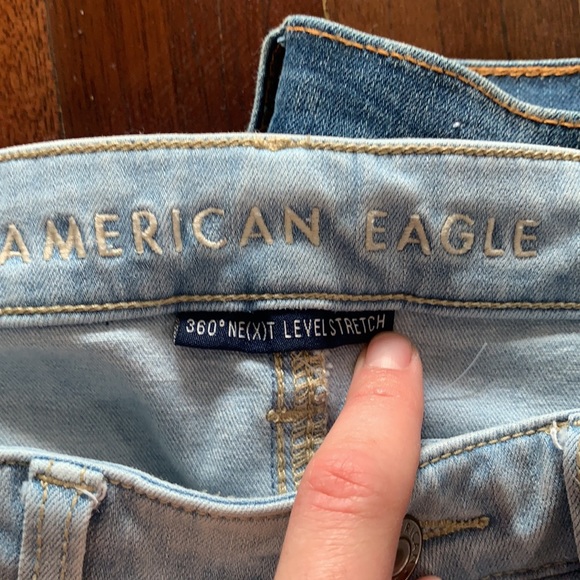 AMERICAN EAGLE
360° NE(X)T LEVEL STRETCH